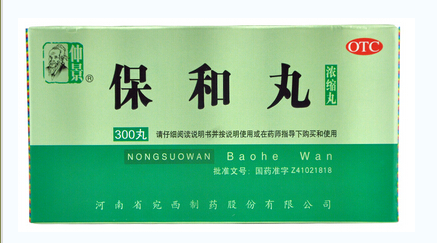 仲景®
OTC
保和丸
浓缩丸
300丸 请仔细阅读说明书并按说明使用或在药师指导下购买和使用
NONGSUOWAN Baohe Wan
批准文号：国药准字Z41021818
河南省宛西制药股份有限公司